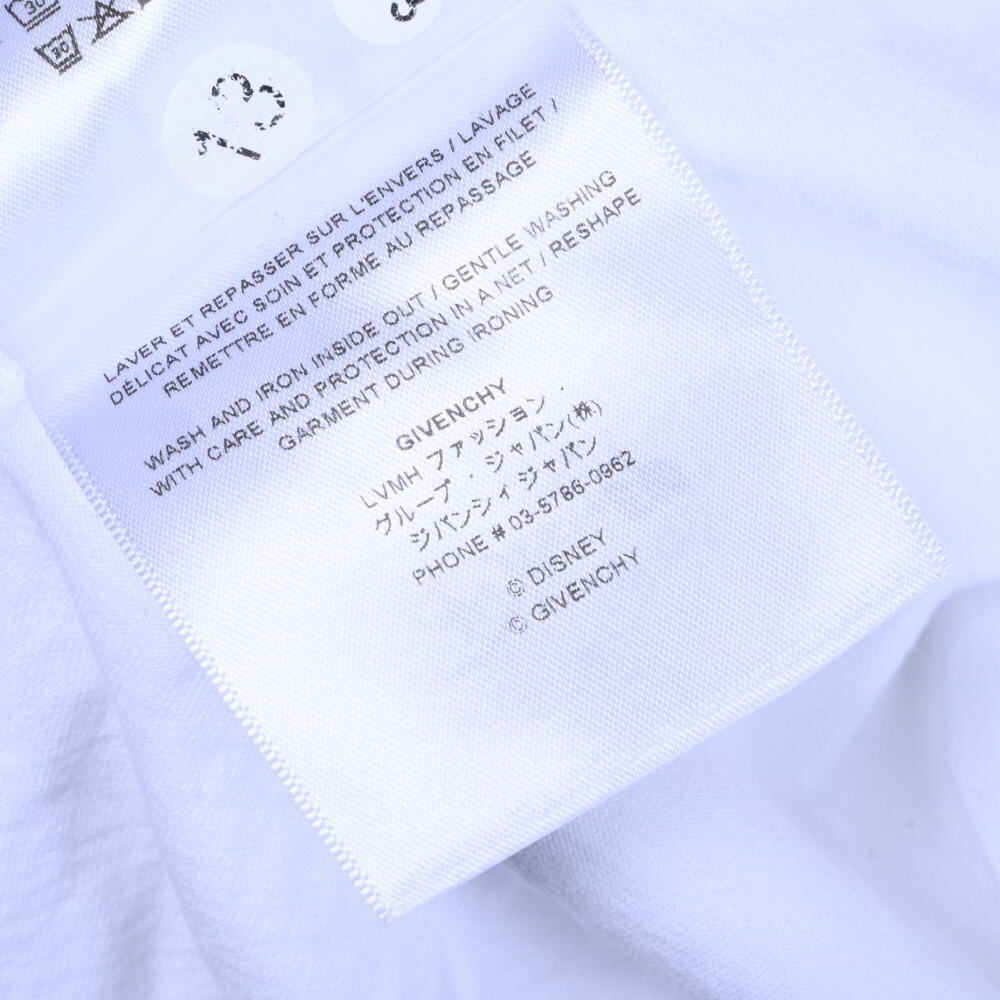 30
30
13
LAVER ET REPASSER SUR L'ENVERS / LAVAGE
DÉLICAT AVEC SOIN ET PROTECTION EN FILET /
REMETTRE EN FORME AU REPASSAGE
WASH AND IRON INSIDE OUT / GENTLE WASHING
WITH CARE AND PROTECTION IN A NET / RESHAPE
GARMENT DURING IRONING
GIVENCHY
LVMH ファッション
グループ・ジャパン(株)
ジバンシィ ジャパン
PHONE # 03-5786-0962
© DISNEY
© GIVENCHY